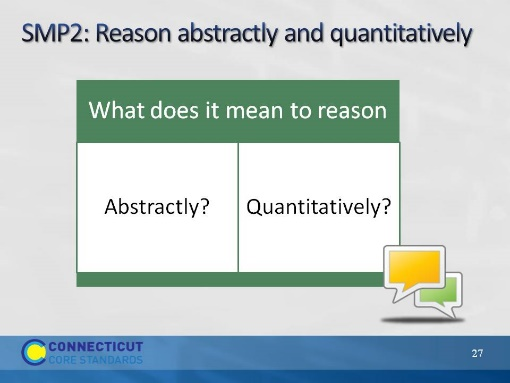 SMP2: Reason abstractly and quantitatively
What does it mean to reason
Abstractly?
Quantitatively?
CONNECTICUT
CORE STANDARDS
27